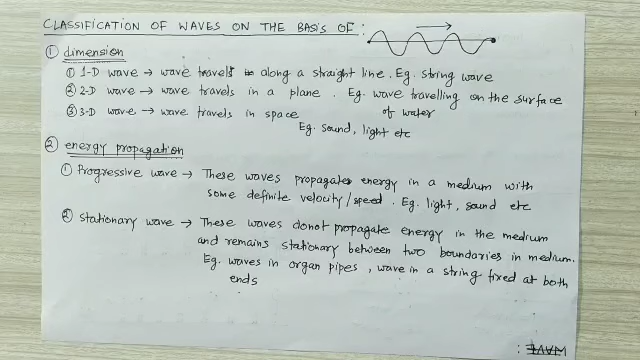 CLASSIFICATION OF WAVES ON THE BASIS OF :
① dimension
① 1-D wave → wave travels along a straight line. Eg. string wave
② 2-D wave → wave travels in a plane. Eg. wave travelling on the surface
of water
③ 3-D wave → wave travels in space
Eg. sound, light etc
② energy propagation
① Progressive wave → These waves propagates energy in a medium with
some definite velocity/speed. Eg. light, sound etc
② Stationary wave → These waves donot propagate energy in the medium
and remains stationary between two boundaries in medium.
Eg. waves in organ pipes, wave in a string fixed at both
ends